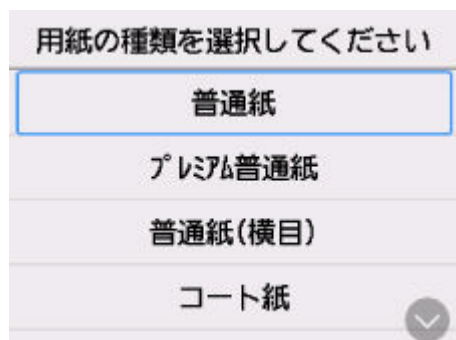 用紙の種類を選択してください
普通紙
プレミアム普通紙
普通紙(横目)
コート紙